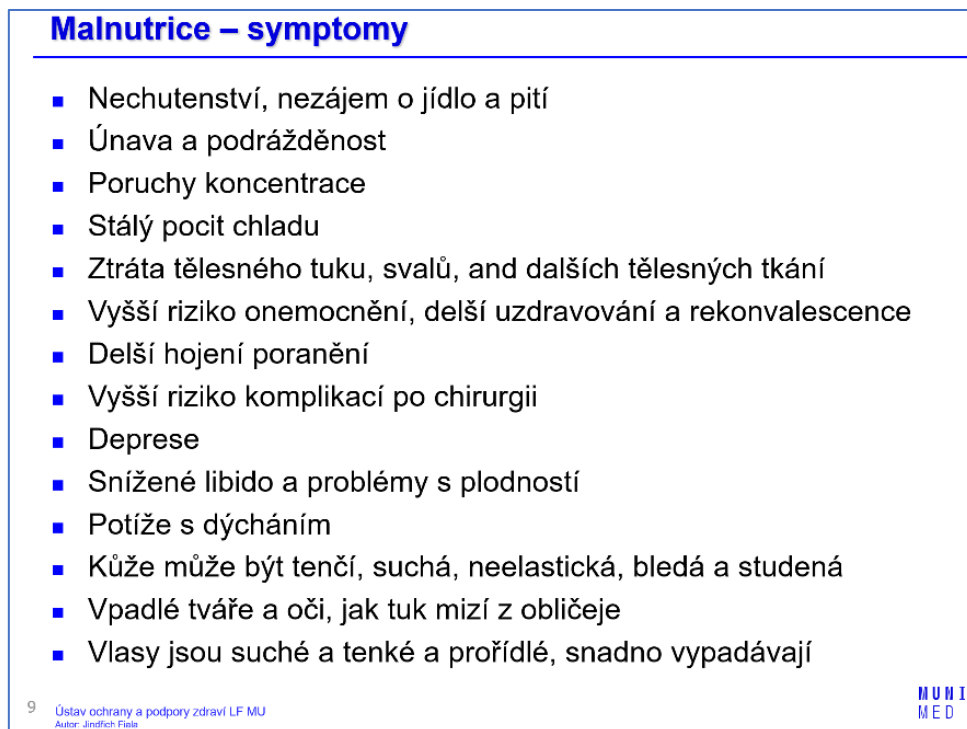 Malnutrice – symptomy
Nechutenství, nezájem o jídlo a pití
Únava a podrážděnost
Poruchy koncentrace
Stálý pocit chladu
Ztráta tělesného tuku, svalů, and dalších tělesných tkání
Vyšší riziko onemocnění, delší uzdravování a rekonvalescence
Delší hojení poranění
Vyšší riziko komplikací po chirurgii
Deprese
Snížené libido a problémy s plodností
Potíže s dýcháním
Kůže může být tenčí, suchá, neelastická, bledá a studená
Vpadlé tváře a oči, jak tuk mizí z obličeje
Vlasy jsou suché a tenké a prořídlé, snadno vypadávají
9 Ústav ochrany a podpory zdraví LF MU
Autor: Jindřich Fiala
MUNI
MED